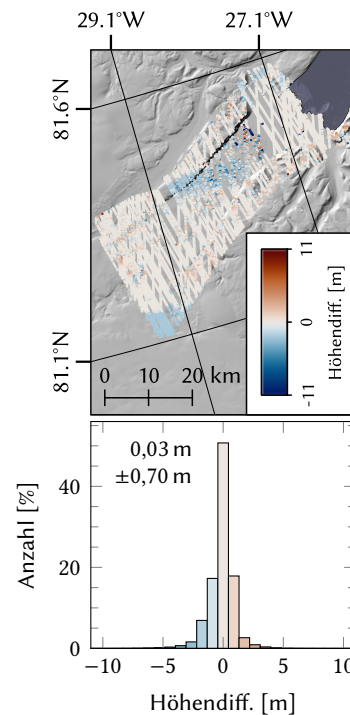 29.1°W 27.1°W
81.6°N
81.1°N
0 10 20 km
11
0
-11
Höhendiff. [m]
0,03 m
±0,70 m
40
20
0
Anzahl [%]
−10 −5 0 5 10
Höhendiff. [m]